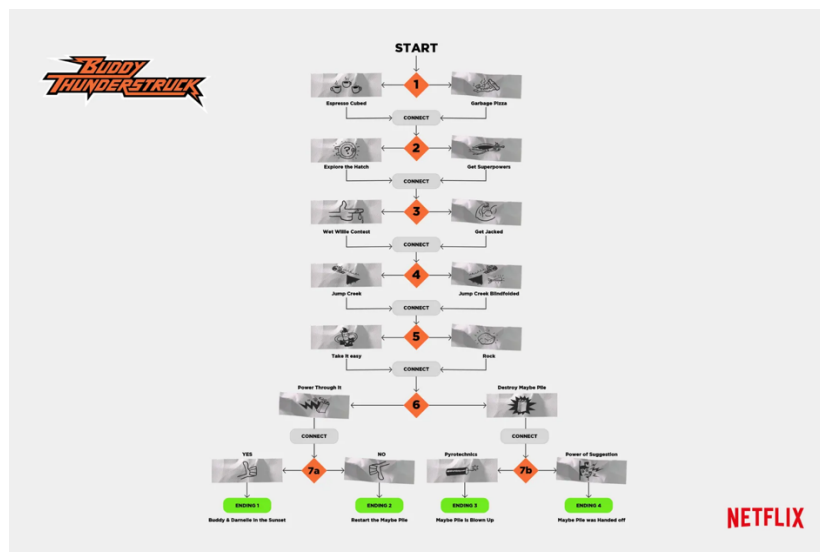 BUDDY
THUNDERSTRUCK
START
1
Espresso Cubed
Garbage Pizza
CONNECT
2
Explore the Hatch
Get Superpowers
CONNECT
3
Wet Willie Contest
Get Jacked
CONNECT
4
Jump Creek
Jump Creek Blindfolded
CONNECT
5
Take it easy
Rock
CONNECT
Power Through It
6
Destroy Maybe Pile
CONNECT
CONNECT
YES
NO
Pyrotechnics
Power of Suggestion
7a
7b
ENDING 1
ENDING 2
ENDING 3
ENDING 4
Buddy & Darnelle in the Sunset
Restart the Maybe Pile
Maybe Pile is Blown Up
Maybe Pile was Handed off
NETFLIX